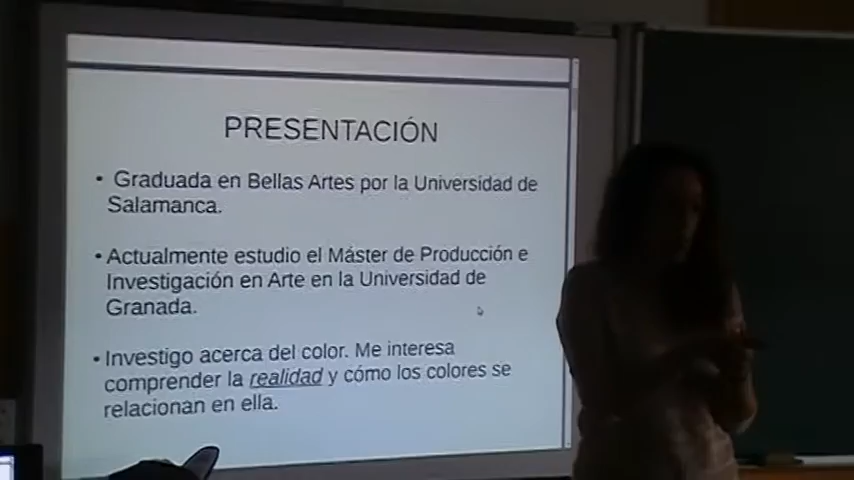 PRESENTACIÓN
• Graduada en Bellas Artes por la Universidad de
Salamanca.
• Actualmente estudio el Máster de Producción e
Investigación en Arte en la Universidad de
Granada.
• Investigo acerca del color. Me interesa
comprender la realidad y cómo los colores se
relacionan en ella.